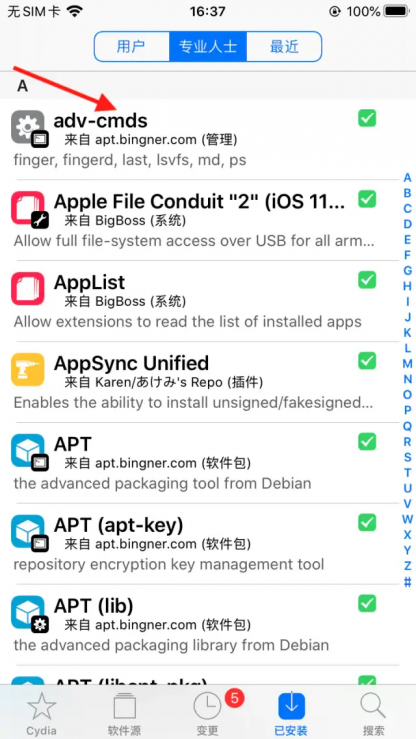 无SIM卡 16:37 100%
用户 专业人士 最近
A
adv-cmds
来自 apt.bingner.com (管理)
finger, fingerd, last, lsvfs, md, ps
Apple File Conduit "2" (iOS 11...
来自 BigBoss (系统)
Allow full file-system access over USB for all arm...
AppList
来自 BigBoss (系统)
Allow extensions to read the list of installed apps
AppSync Unified
来自 Karen/あけみ's Repo (插件)
Enables the ability to install unsigned/fakesigned...
APT
来自 apt.bingner.com (软件包)
the advanced packaging tool from Debian
APT (apt-key)
来自 apt.bingner.com (软件包)
repository encryption key management tool
APT (lib)
来自 apt.bingner.com (软件包)
the advanced packaging library from Debian
APT (libapt-pkg)
A
B
C
D
E
F
G
H
I
J
K
L
M
N
O
P
Q
R
S
T
U
V
W
X
Y
Z
#
5
Cydia 软件源 变更 已安装 搜索